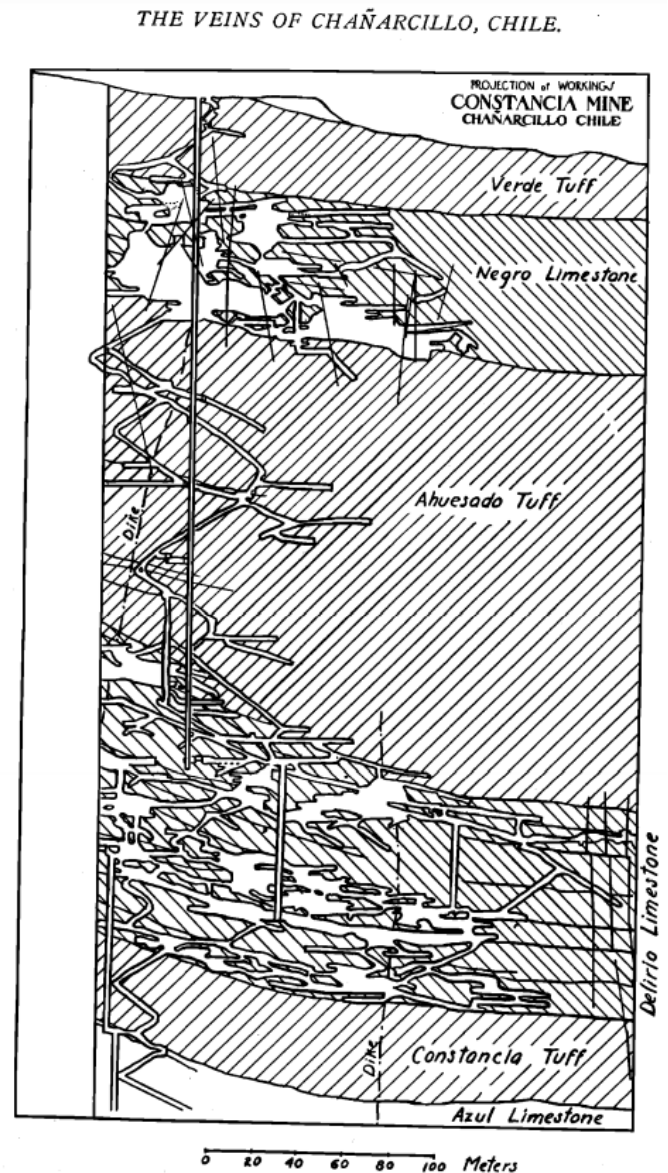 THE VEINS OF CHAÑARCILLO, CHILE.
PROJECTION of WORKINGS
CONSTANCIA MINE
CHAÑARCILLO CHILE
Verde Tuff
Negro Limestone
Ahuesado Tuff
Dike
Delirio Limestone
Dike
Constancia Tuff
Azul Limestone
0 20 40 60 80 100 Meters